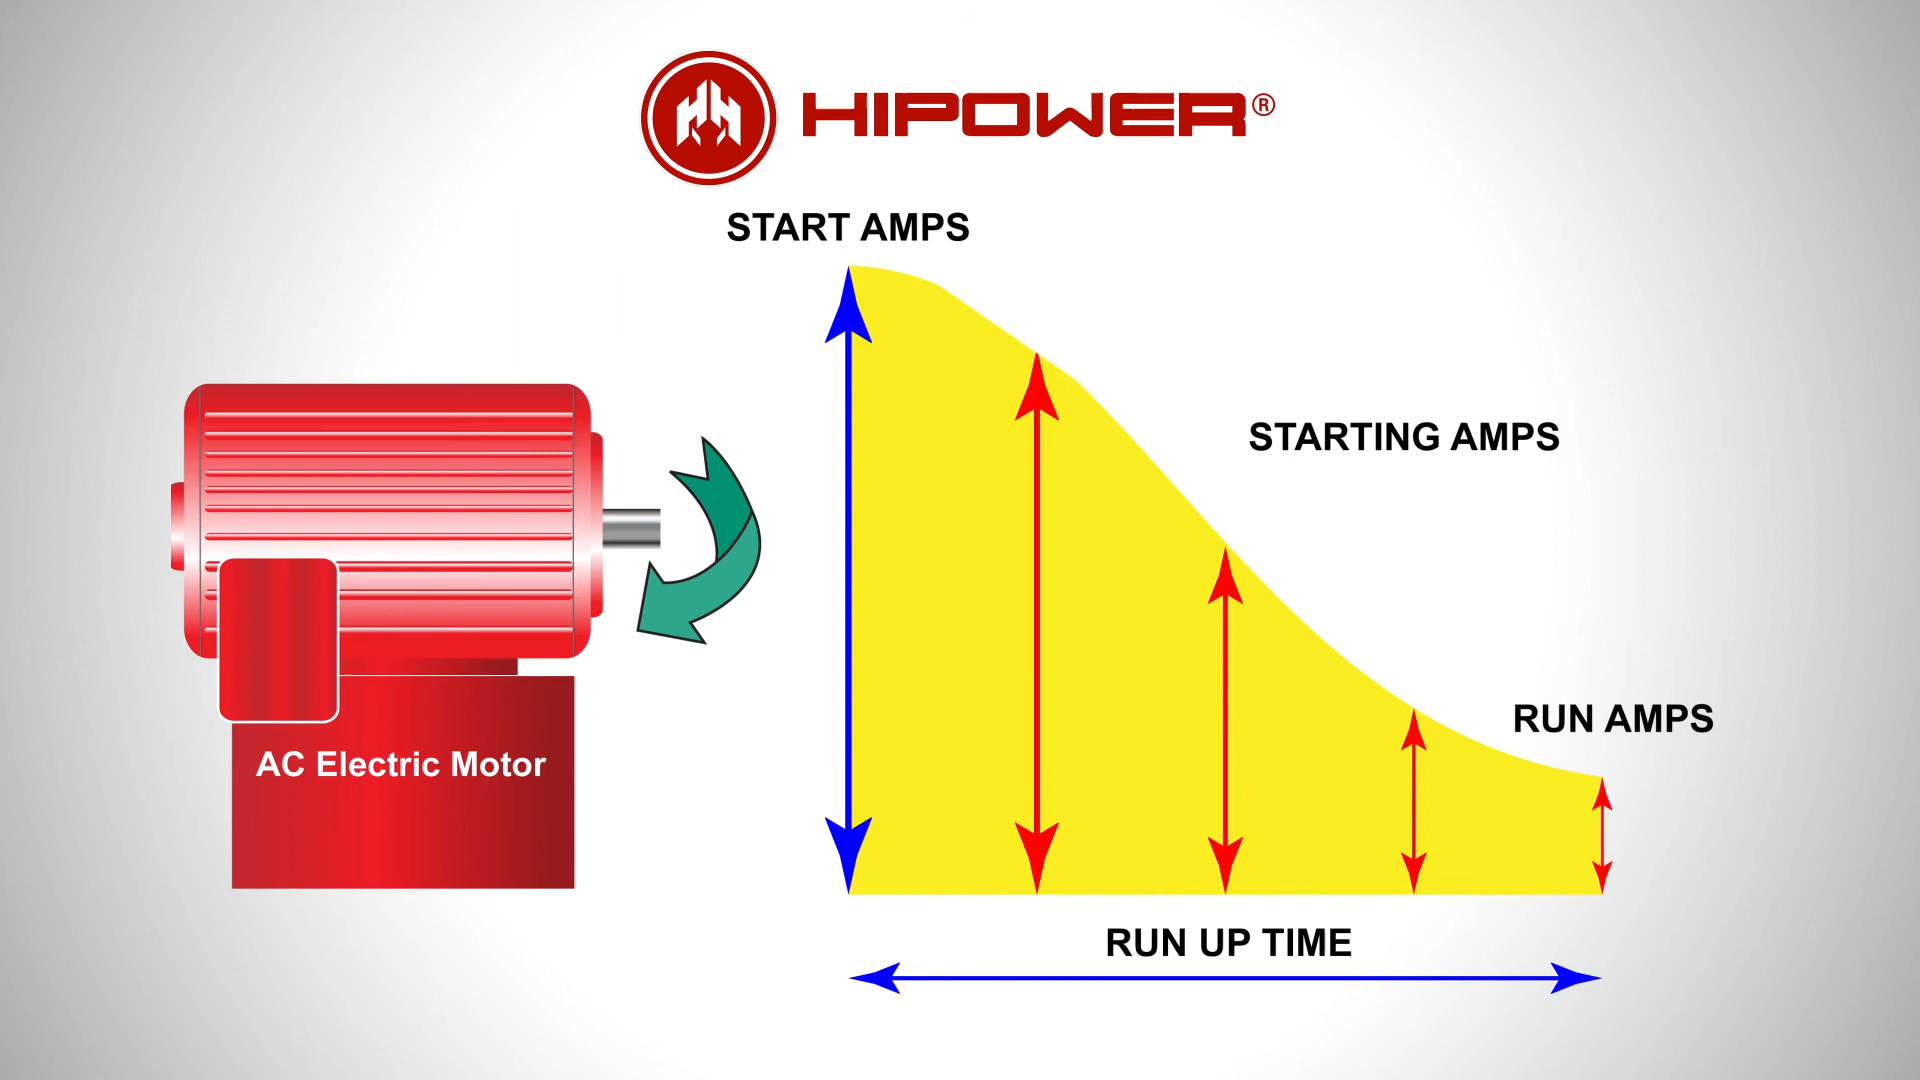 HIPOWER®
START AMPS
STARTING AMPS
RUN AMPS
AC Electric Motor
RUN UP TIME